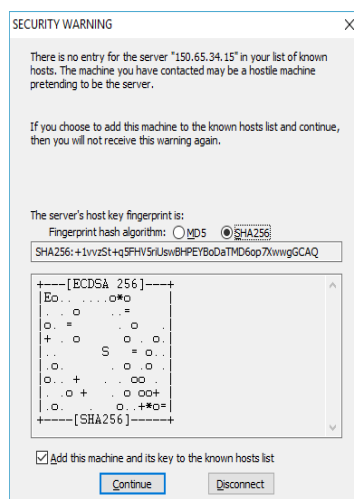 SECURITY WARNING
There is no entry for the server "150.65.34.15" in your list of known
hosts. The machine you have contacted may be a hostile machine
pretending to be the server.
If you choose to add this machine to the known hosts list and continue,
then you will not receive this warning again.
The server's host key fingerprint is:
Fingerprint hash algorithm: MD5 SHA256
SHA256:+1vvzSt+q5FHV5riUswBHPEYBoDaTMD6op7XwwgGCAQ
+---[ECDSA 256]---+
|Eo.. ....o*o     |
|. . o     ..=    |
|o. =      . o   .|
|+ . o    o . o.  |
|..      S   = o..|
|.o.       . o .o .|
|o.. +    . . oo . |
| . .o +    . o oo+ |
|.o.   .   o..+*o=|
+----[SHA256]-----+
Add this machine and its key to the known hosts list
Continue Disconnect